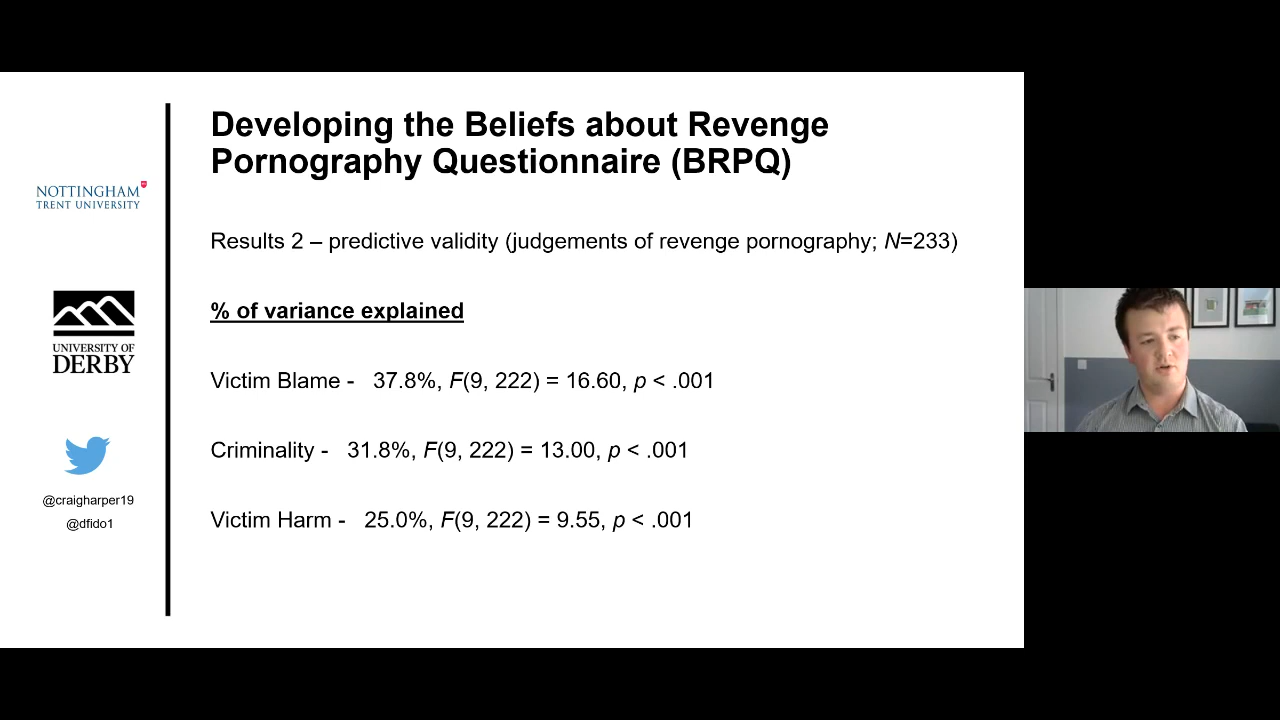 Developing the Beliefs about Revenge
Pornography Questionnaire (BRPQ)
NOTTINGHAM
TRENT UNIVERSITY
Results 2 – predictive validity (judgements of revenge pornography; N=233)
% of variance explained
UNIVERSITY OF
DERBY
Victim Blame - 37.8%, F(9, 222) = 16.60, p < .001
Criminality - 31.8%, F(9, 222) = 13.00, p < .001
@craigharper19
@dfido1
Victim Harm - 25.0%, F(9, 222) = 9.55, p < .001